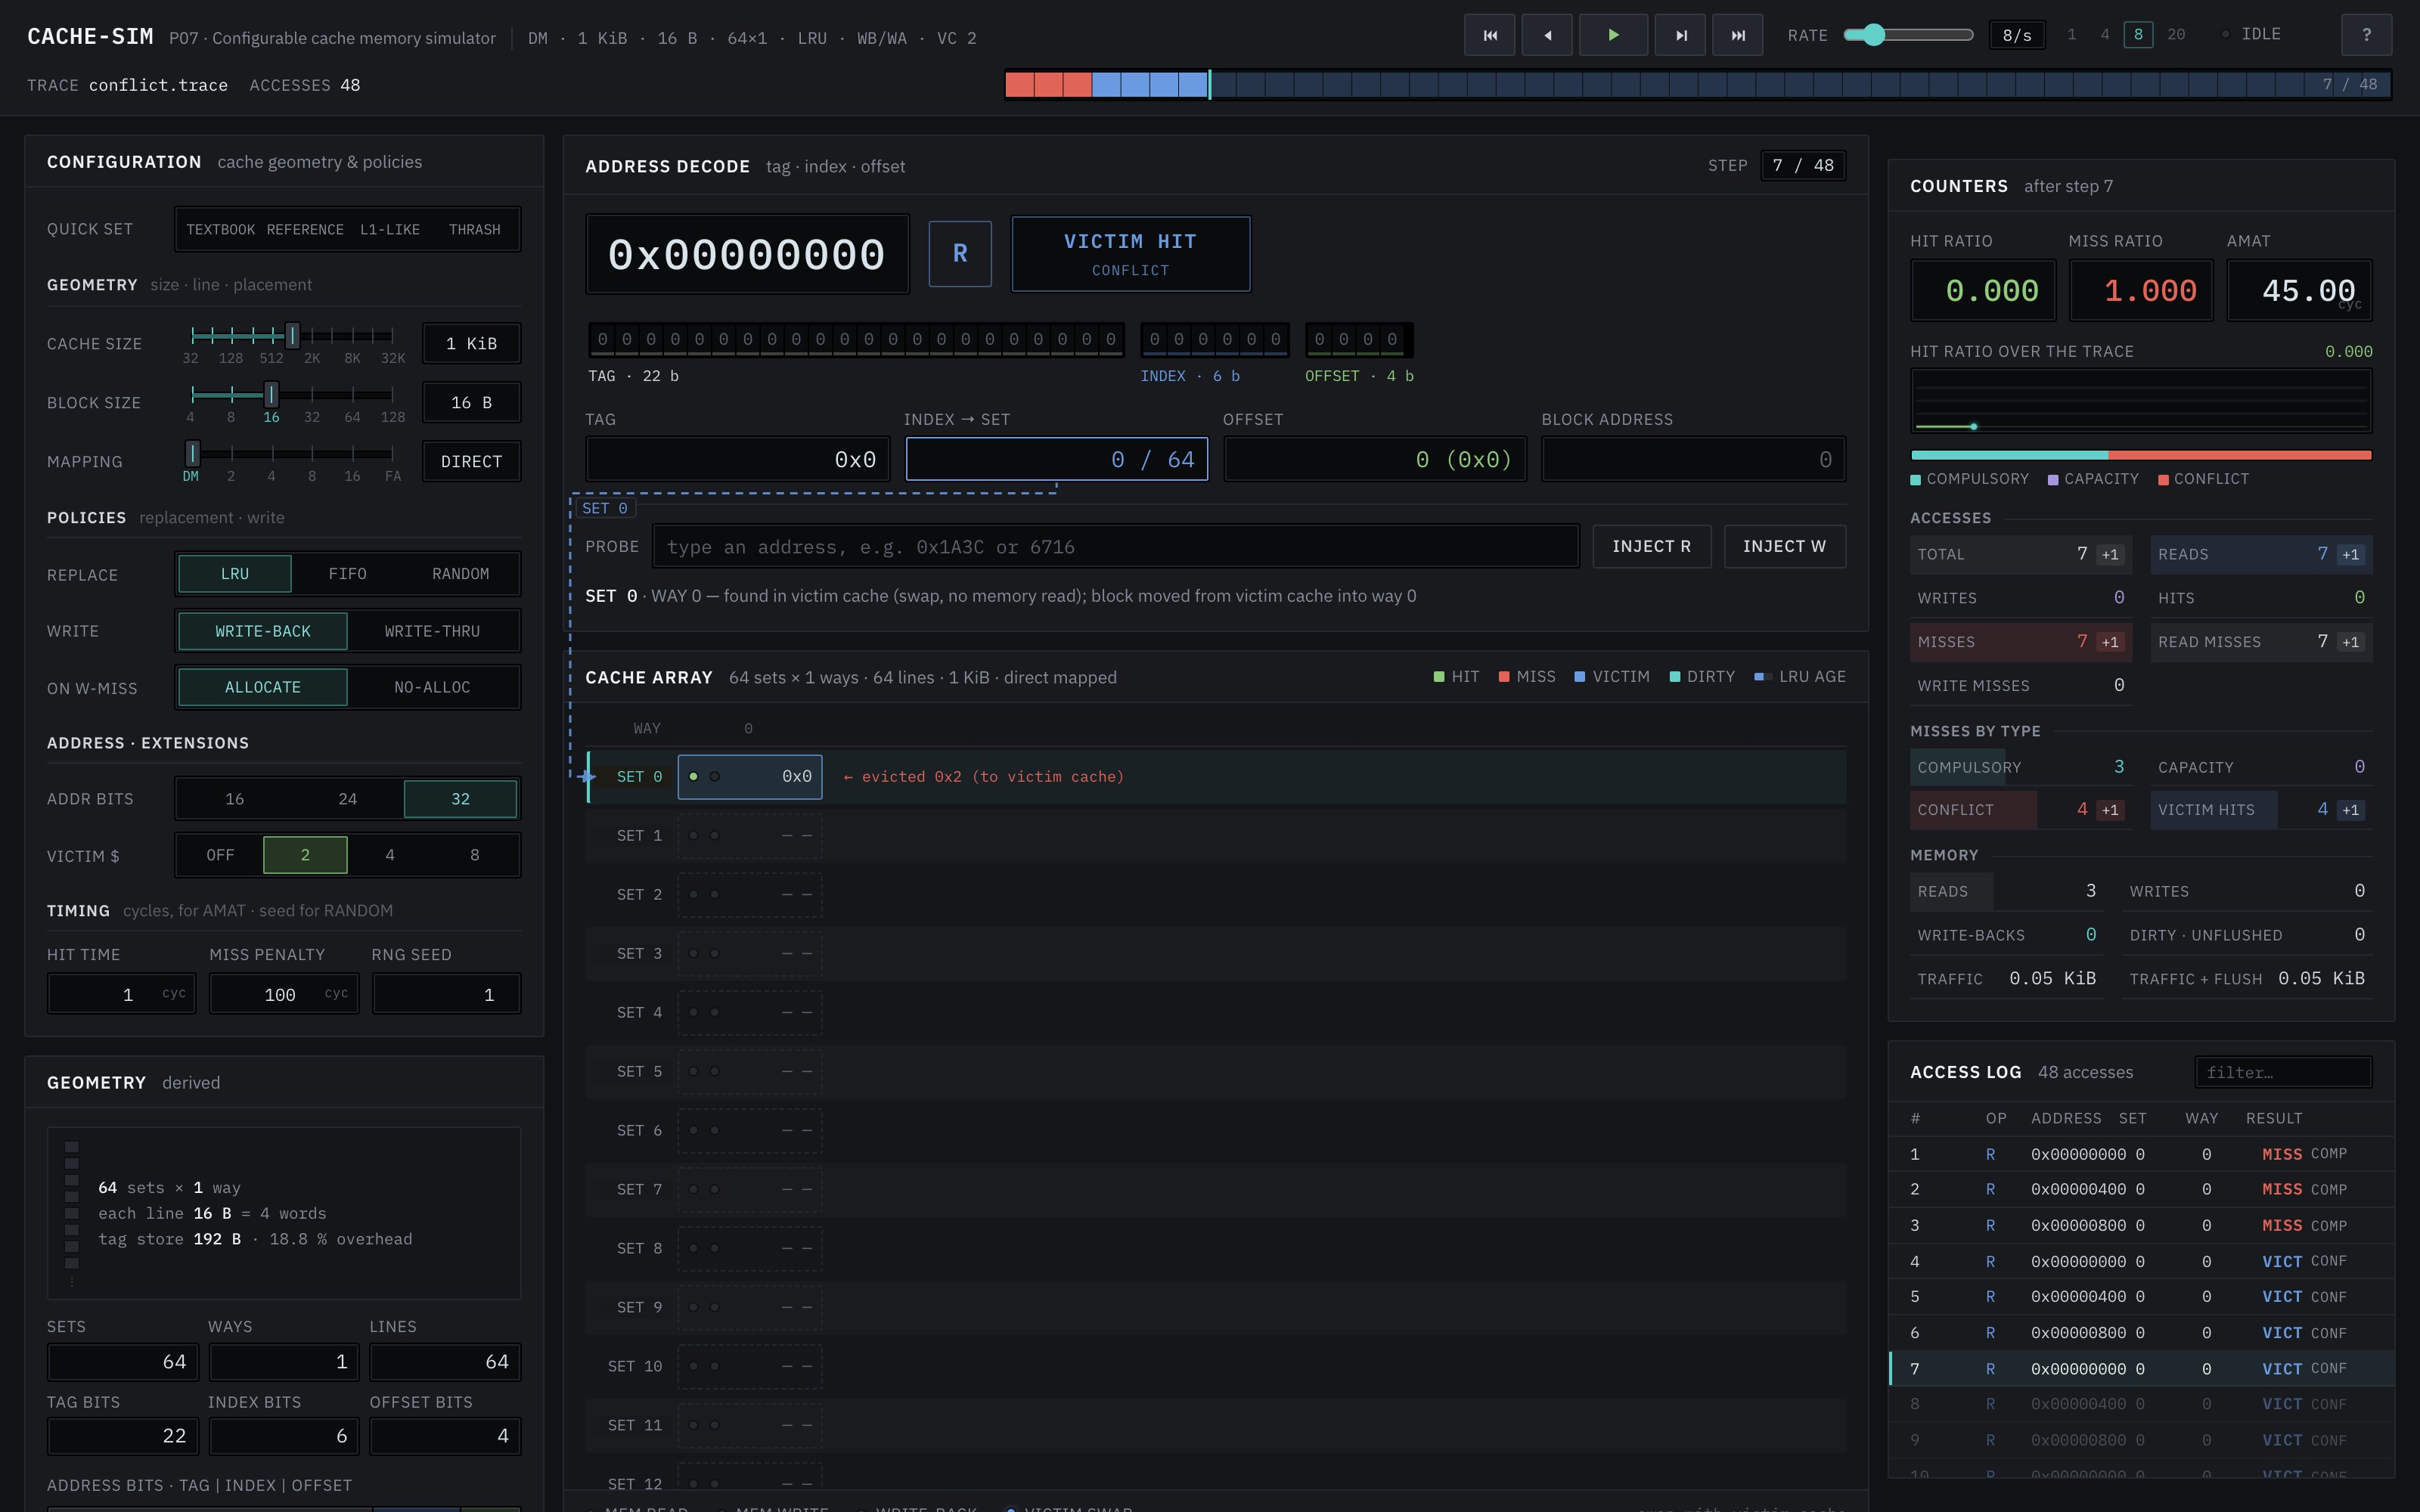 CACHE-SIM P07 · Configurable cache memory simulator DM · 1 KiB · 16 B · 64×1 · LRU · WB/WA · VC 2
RATE 8/s 1 4 8 20 IDLE ?
TRACE conflict.trace ACCESSES 48
7 / 48
CONFIGURATION cache geometry & policies
QUICK SET TEXTBOOK REFERENCE L1-LIKE THRASH
GEOMETRY size · line · placement
CACHE SIZE 1 KiB
32 128 512 2K 8K 32K
BLOCK SIZE 16 B
4 8 16 32 64 128
MAPPING DIRECT
DM 2 4 8 16 FA
POLICIES replacement · write
REPLACE LRU FIFO RANDOM
WRITE WRITE-BACK WRITE-THRU
ON W-MISS ALLOCATE NO-ALLOC
ADDRESS · EXTENSIONS
ADDR BITS 16 24 32
VICTIM $ OFF 2 4 8
TIMING cycles, for AMAT · seed for RANDOM
HIT TIME MISS PENALTY RNG SEED
1 cyc 100 cyc 1
GEOMETRY derived
64 sets × 1 way
each line 16 B = 4 words
tag store 192 B · 18.8 % overhead
SETS WAYS LINES
64 1 64
TAG BITS INDEX BITS OFFSET BITS
22 6 4
ADDRESS BITS · TAG | INDEX | OFFSET
ADDRESS DECODE tag · index · offset STEP 7 / 48
0x00000000 R VICTIM HIT
CONFLICT
0 0 0 0 0 0 0 0 0 0 0 0 0 0 0 0 0 0 0 0 0 0 0 0 0 0 0 0 0 0 0 0
TAG · 22 b INDEX · 6 b OFFSET · 4 b
TAG INDEX → SET OFFSET BLOCK ADDRESS
0x0 0 / 64 0 (0x0) 0
SET 0
PROBE type an address, e.g. 0x1A3C or 6716 INJECT R INJECT W
SET 0 · WAY 0 — found in victim cache (swap, no memory read); block moved from victim cache into way 0
CACHE ARRAY 64 sets × 1 ways · 64 lines · 1 KiB · direct mapped HIT MISS VICTIM DIRTY LRU AGE
WAY 0
SET 0 0x0 ← evicted 0x2 (to victim cache)
SET 1 — —
SET 2 — —
SET 3 — —
SET 4 — —
SET 5 — —
SET 6 — —
SET 7 — —
SET 8 — —
SET 9 — —
SET 10 — —
SET 11 — —
SET 12 — —
MEM READ MEM WRITE WRITE-BACK VICTIM SWAP swap with victim cache
COUNTERS after step 7
HIT RATIO MISS RATIO AMAT
0.000 1.000 45.00 cyc
HIT RATIO OVER THE TRACE 0.000
COMPULSORY CAPACITY CONFLICT
ACCESSES
TOTAL 7 +1 READS 7 +1
WRITES 0 HITS 0
MISSES 7 +1 READ MISSES 7 +1
WRITE MISSES 0
MISSES BY TYPE
COMPULSORY 3 CAPACITY 0
CONFLICT 4 +1 VICTIM HITS 4 +1
MEMORY
READS 3 WRITES 0
WRITE-BACKS 0 DIRTY · UNFLUSHED 0
TRAFFIC 0.05 KiB TRAFFIC + FLUSH 0.05 KiB
ACCESS LOG 48 accesses filter…
# OP ADDRESS SET WAY RESULT
1 R 0x00000000 0 0 MISS COMP
2 R 0x00000400 0 0 MISS COMP
3 R 0x00000800 0 0 MISS COMP
4 R 0x00000000 0 0 VICT CONF
5 R 0x00000400 0 0 VICT CONF
6 R 0x00000800 0 0 VICT CONF
7 R 0x00000000 0 0 VICT CONF
8 R 0x00000400 0 0 VICT CONF
9 R 0x00000800 0 0 VICT CONF
10 R 0x00000000 0 0 VICT CONF